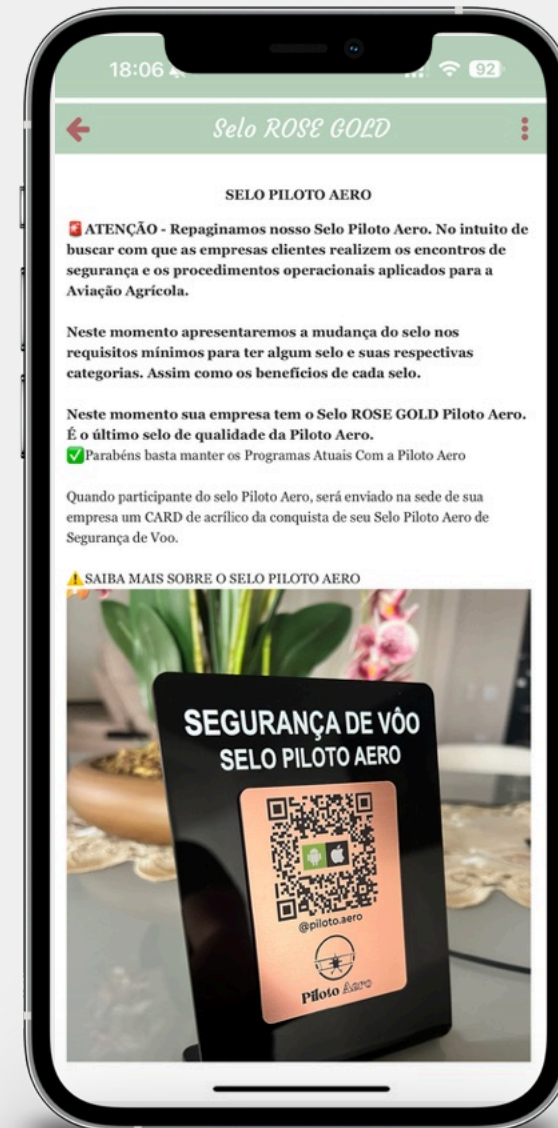 18:06
92
Selo ROSE GOLD
SELO PILOTO AERO
🚨 ATENÇÃO - Repaginamos nosso Selo Piloto Aero. No intuito de
buscar com que as empresas clientes realizem os encontros de
segurança e os procedimentos operacionais aplicados para a
Aviação Agrícola.
Neste momento apresentaremos a mudança do selo nos
requisitos mínimos para ter algum selo e suas respectivas
categorias. Assim como os benefícios de cada selo.
Neste momento sua empresa tem o Selo ROSE GOLD Piloto Aero.
É o último selo de qualidade da Piloto Aero.
✅Parabéns basta manter os Programas Atuais Com a Piloto Aero
Quando participante do selo Piloto Aero, será enviado na sede de sua
empresa um CARD de acrílico da conquista de seu Selo Piloto Aero de
Segurança de Voo.
⚠️SAIBA MAIS SOBRE O SELO PILOTO AERO
SEGURANÇA DE VÔO
SELO PILOTO AERO
@piloto.aero
Piloto Aero